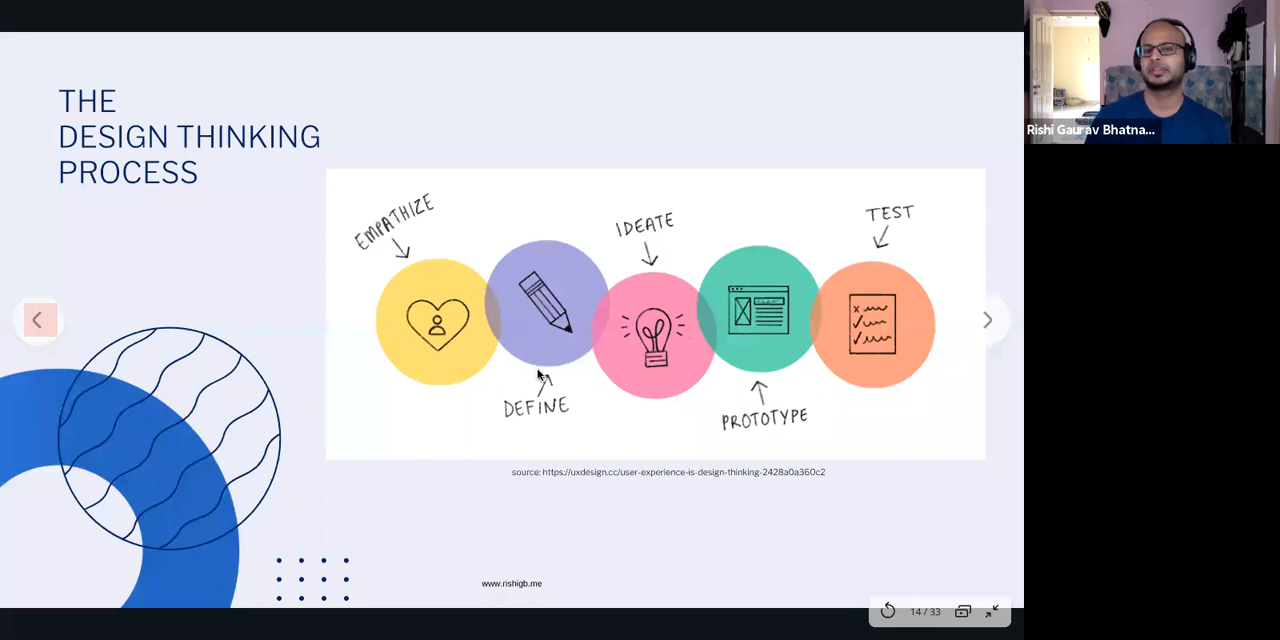 THE
DESIGN THINKING
PROCESS
EMPATHIZE
DEFINE
IDEATE
PROTOTYPE
TEST
source: https://uxdesign.cc/user-experience-is-design-thinking-2428a0a360c2
www.rishigb.me
14 / 33
Rishi Gaurav Bhatna...